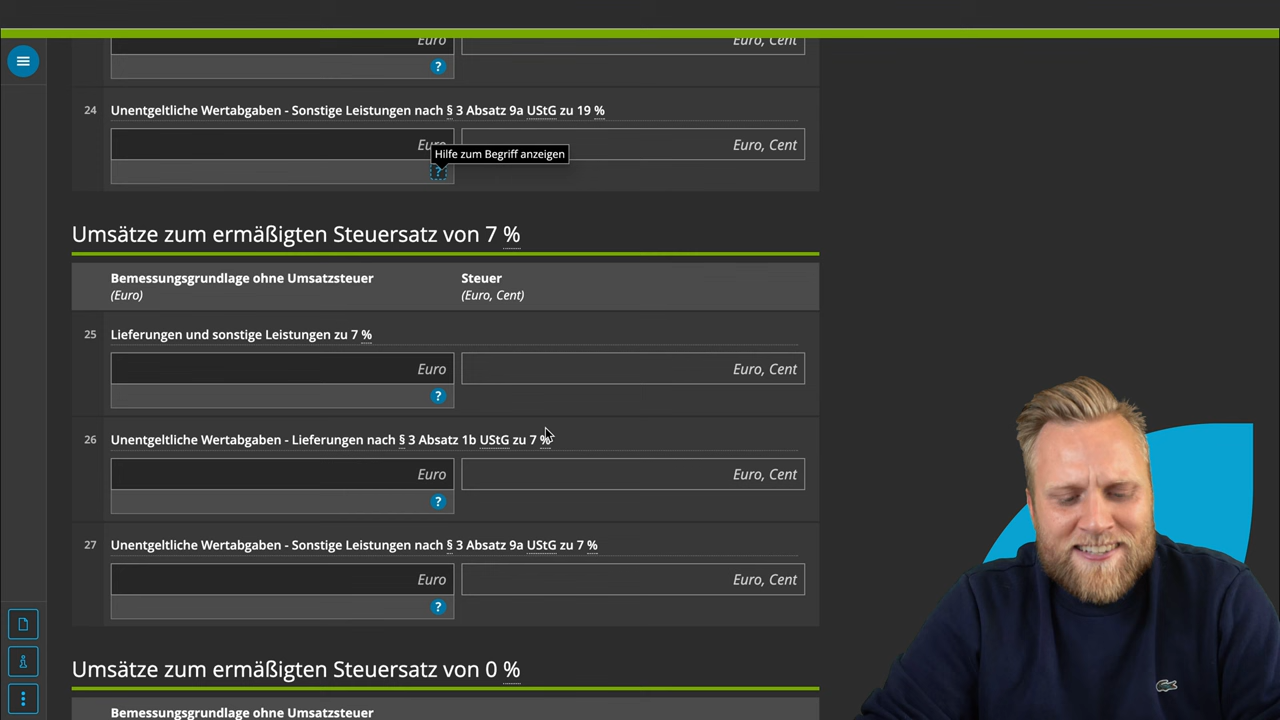 Euro
Euro, Cent
?
24
Unentgeltliche Wertabgaben - Sonstige Leistungen nach § 3 Absatz 9a UStG zu 19 %
Euro
Euro, Cent
Hilfe zum Begriff anzeigen
?
Umsätze zum ermäßigten Steuersatz von 7 %
Bemessungsgrundlage ohne Umsatzsteuer
Steuer
(Euro)
(Euro, Cent)
25
Lieferungen und sonstige Leistungen zu 7 %
Euro
Euro, Cent
?
26
Unentgeltliche Wertabgaben - Lieferungen nach § 3 Absatz 1b UStG zu 7 %
Euro
Euro, Cent
?
27
Unentgeltliche Wertabgaben - Sonstige Leistungen nach § 3 Absatz 9a UStG zu 7 %
Euro
Euro, Cent
?
Umsätze zum ermäßigten Steuersatz von 0 %
Bemessungsgrundlage ohne Umsatzsteuer